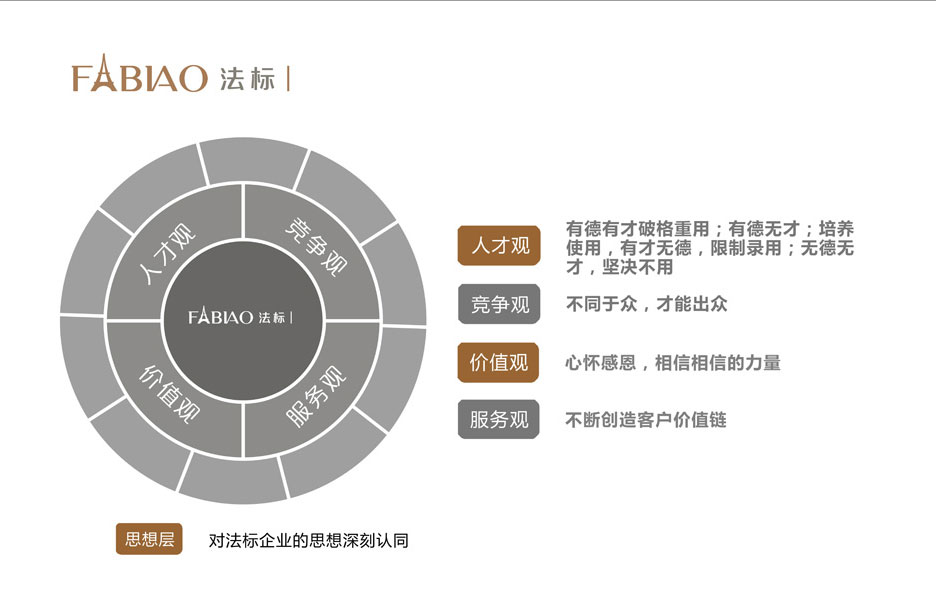 FABIAO 法标
人才观
竞争观
FABIAO 法标
价值观
服务观
人才观
有德有才破格重用；有德无才；培养
使用，有才无德，限制录用；无德无
才，坚决不用
竞争观
不同于众，才能出众
价值观
心怀感恩，相信相信的力量
服务观
不断创造客户价值链
思想层
对法标企业的思想深刻认同